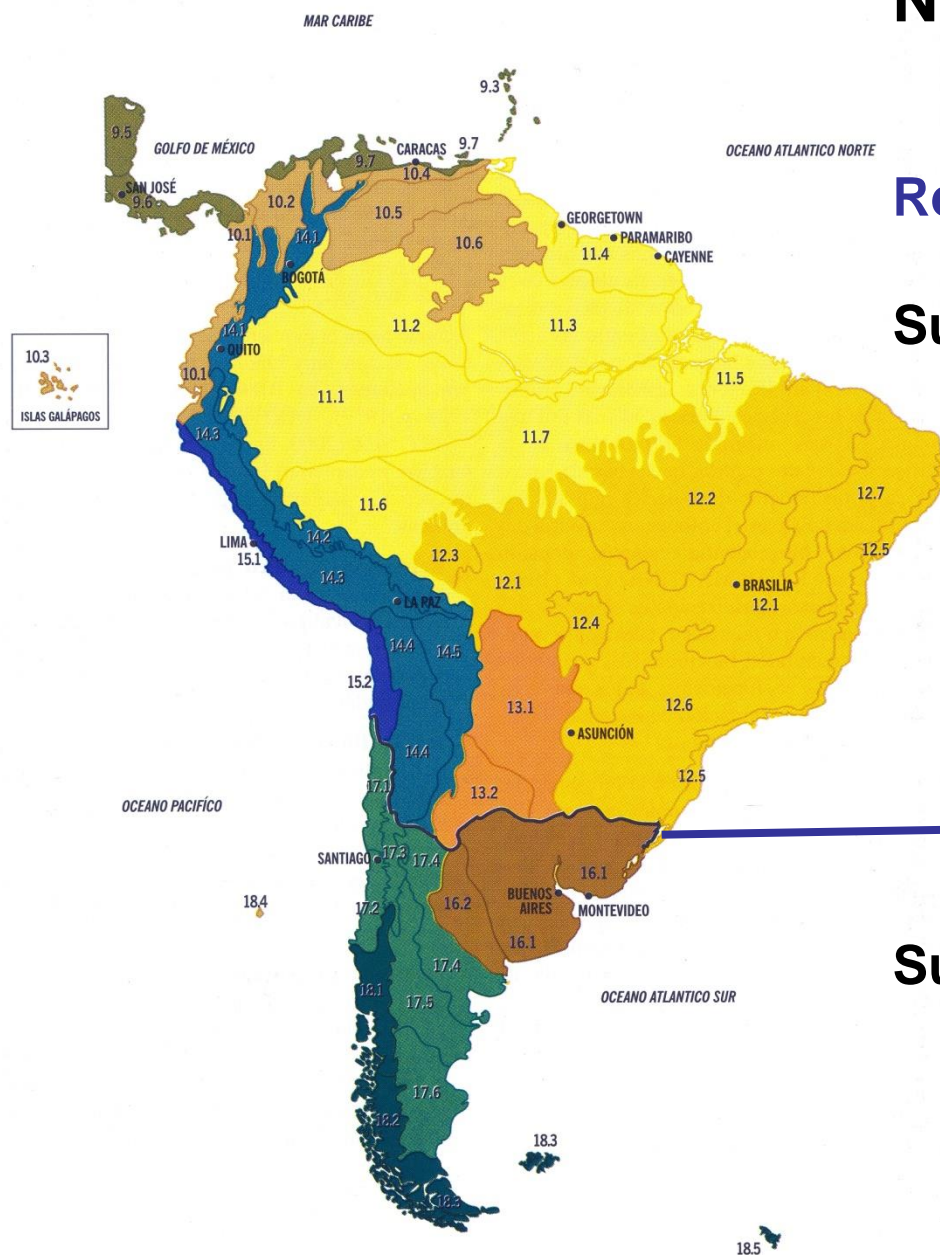 N
MAR CARIBE
9.3
9.5
GOLFO DE MÉXICO
CARACAS
9.7
OCEANO ATLANTICO NORTE
9.7
10.4
SAN JOSÉ
9.6
10.2
10.5
Re
10.1
14.1
10.6
GEORGETOWN
PARAMARIBO
11.4
CAYENNE
BOGOTÁ
14.1
11.2
11.3
Su
QUITO
10.3
10.1
11.5
ISLAS GALÁPAGOS
11.1
14.3
11.7
11.6
12.2
12.7
14.2
LIMA
15.1
12.3
12.5
14.3
12.1
BRASILIA
12.1
LA PAZ
12.4
14.4
14.5
15.2
13.1
12.6
ASUNCIÓN
14.4
12.5
17.1
13.2
OCEANO PACIFÍCO
SANTIAGO
17.3
17.4
16.1
18.4
17.2
16.2
BUENOS
AIRES
MONTEVIDEO
16.1
17.4
Su
18.1
17.5
OCEANO ATLANTICO SUR
17.6
18.2
18.3
18.3
18.5